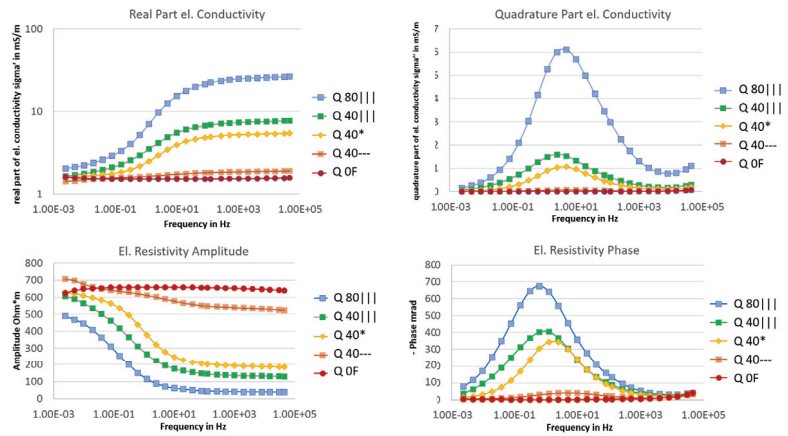 Real Part el. Conductivity
real part of el. conductivity sigma' in mS/m
100
10
1
1.00E-03 1.00E-01 1.00E+01 1.00E+03 1.00E+05
Frequency in Hz
Q 80|||
Q 40|||
Q 40*
Q 40---
Q 0F
Quadrature Part el. Conductivity
quadrature part of el. conductivity sigma'' in mS/m
7
6
5
4
3
2
1
0
1.00E-03 1.00E-01 1.00E+01 1.00E+03 1.00E+05
Frequency in Hz
Q 80|||
Q 40|||
Q 40*
Q 40---
Q 0F
El. Resistivity Amplitude
Amplitude Ohm*m
800
700
600
500
400
300
200
100
0
1.00E-03 1.00E-01 1.00E+01 1.00E+03 1.00E+05
Frequency in Hz
Q 80|||
Q 40|||
Q 40*
Q 40---
Q 0F
El. Resistivity Phase
- Phase mrad
800
700
600
500
400
300
200
100
0
1.00E-03 1.00E-01 1.00E+01 1.00E+03 1.00E+05
Frequency in Hz
Q 80|||
Q 40|||
Q 40*
Q 40---
Q 0F